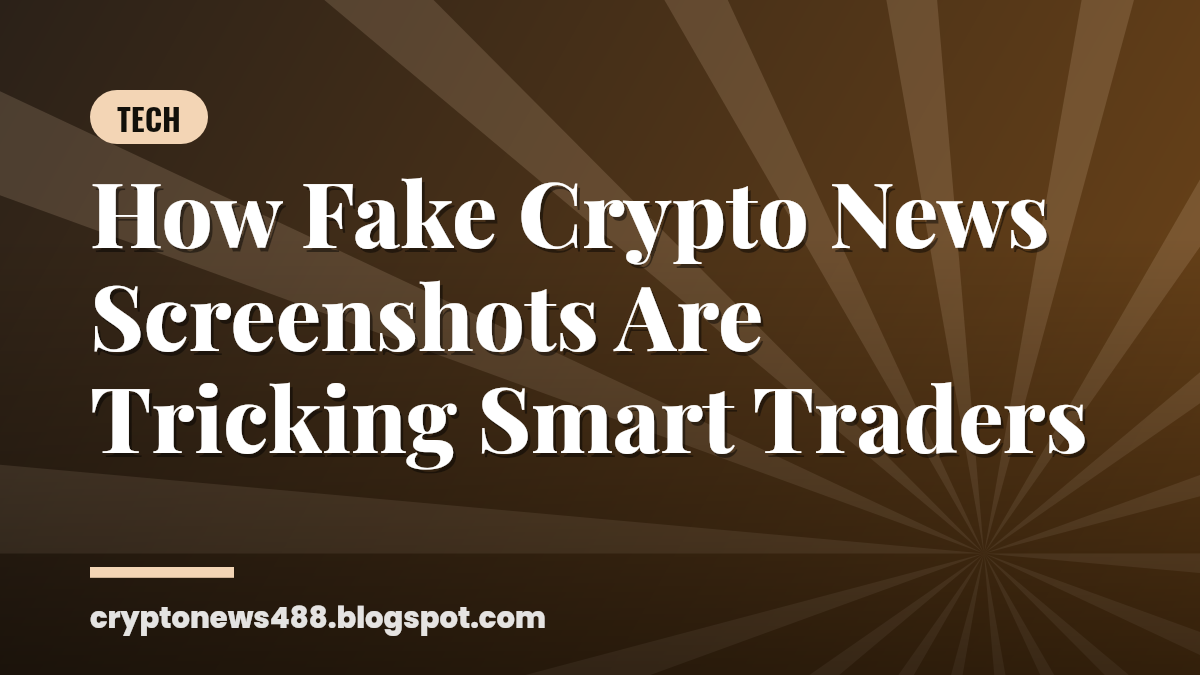 TECH
How Fake Crypto News
Screenshots Are
Tricking Smart Traders
cryptonews488.blogspot.com